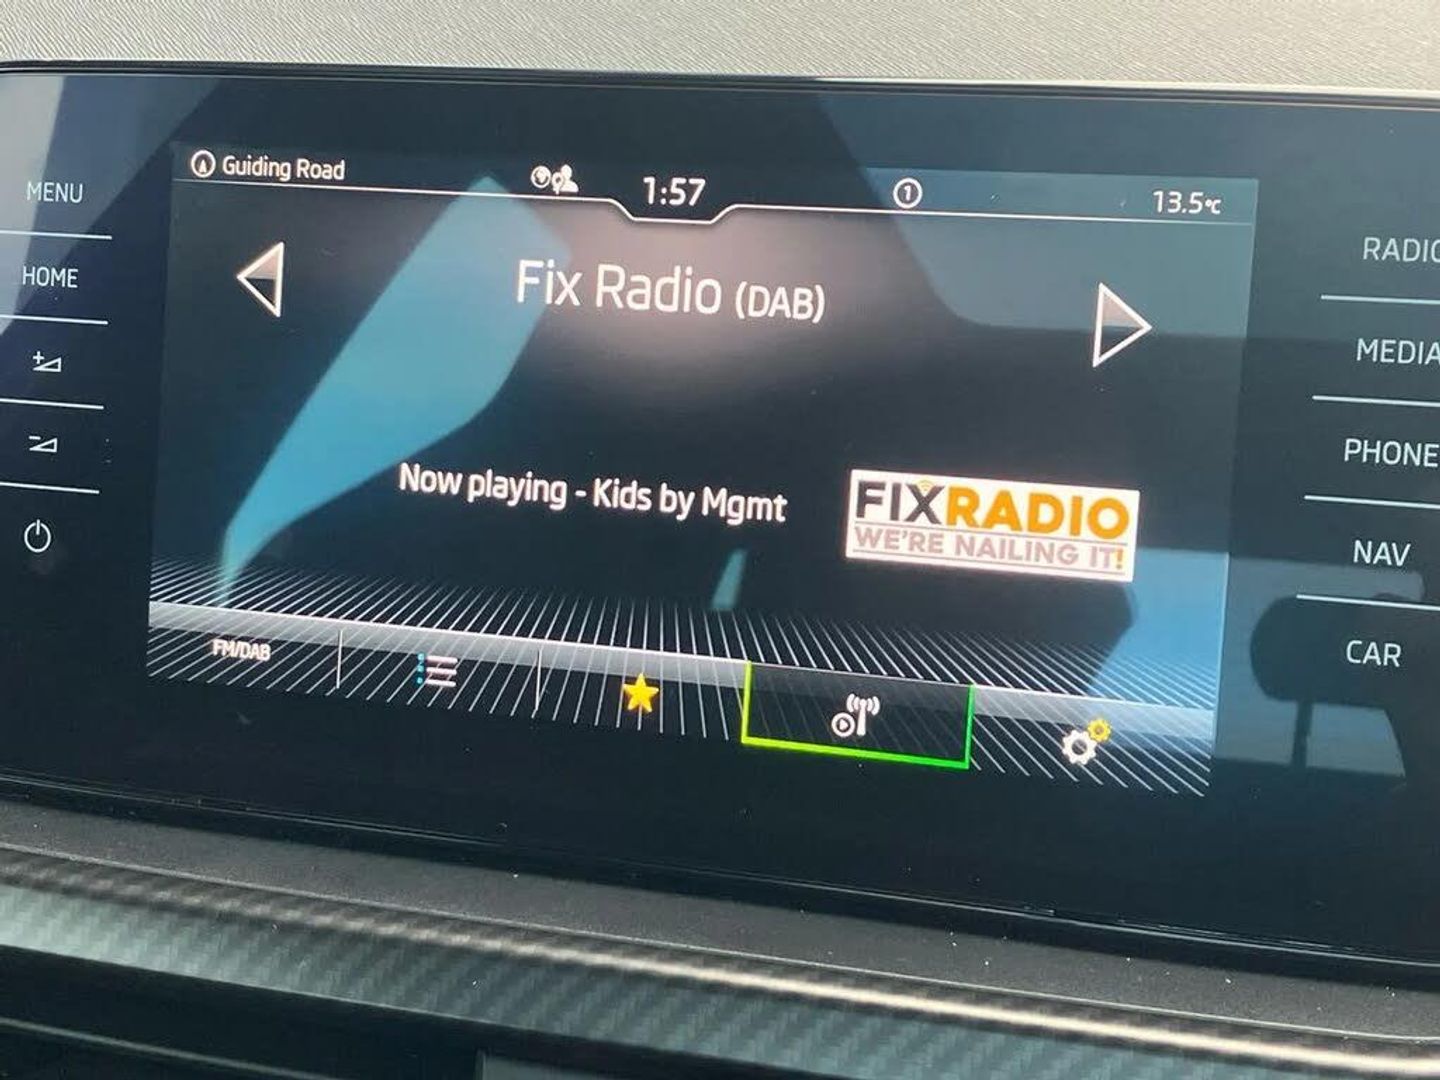 MENU
HOME
Guiding Road
1:57
1
13.5°C
Fix Radio (DAB)
Now playing - Kids by Mgmt
FIXRADIO
WE'RE NAILING IT!
FM/DAB
RADIO
MEDIA
PHONE
NAV
CAR